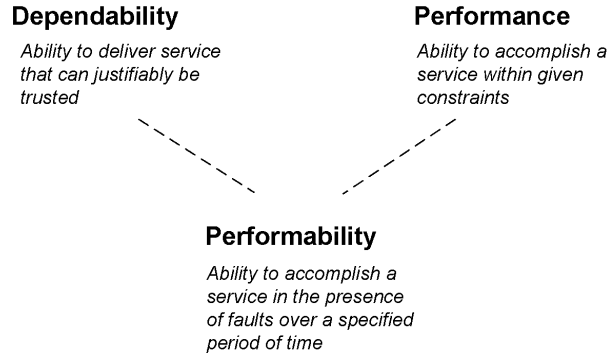 Dependability
Ability to deliver service
that can justifiably be
trusted
Performance
Ability to accomplish a
service within given
constraints
Performability
Ability to accomplish a
service in the presence
of faults over a specified
period of time